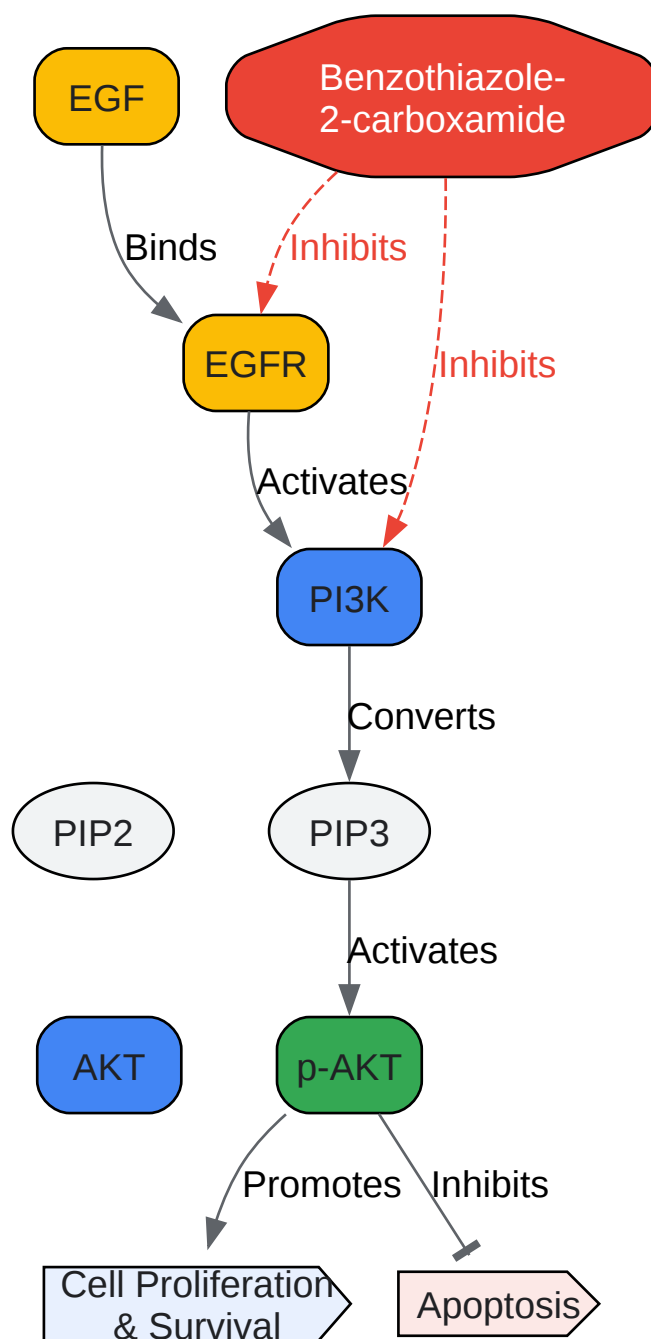 EGF
Benzothiazole-
2-carboxamide
Binds
Inhibits
EGFR
Inhibits
Activates
PI3K
Converts
PIP2
PIP3
Activates
AKT
p-AKT
Promotes
Inhibits
Cell Proliferation
& Survival
Apoptosis